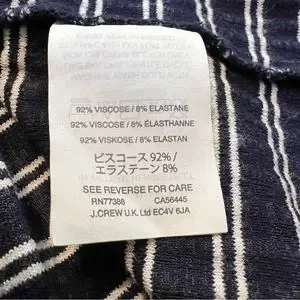 92% VISCOSE / 8% ELASTANE
92% VISCOSE / 8% ÉLASTHANNE
92% VISKOSE / 8% ELASTAN
ビスコース 92% /
エラステーン 8%
SEE REVERSE FOR CARE
RN77388 CA56445
J.CREW U.K. Ltd EC4V 6JA